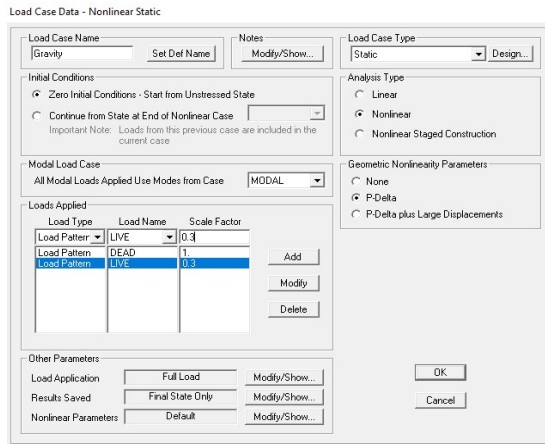 Load Case Data - Nonlinear Static
Load Case Name
Gravity
Set Def Name
Notes
Modify/Show...
Load Case Type
Static
Design...
Initial Conditions
Zero Initial Conditions - Start from Unstressed State
Continue from State at End of Nonlinear Case
Important Note: Loads from this previous case are included in the
current case
Analysis Type
Linear
Nonlinear
Nonlinear Staged Construction
Modal Load Case
All Modal Loads Applied Use Modes from Case
MODAL
Geometric Nonlinearity Parameters
None
P-Delta
P-Delta plus Large Displacements
Loads Applied
Load Type Load Name Scale Factor
Load Pattern LIVE 0.3
Load Pattern DEAD 1.
Load Pattern LIVE 0.3
Add
Modify
Delete
Other Parameters
Load Application Full Load Modify/Show...
Results Saved Final State Only Modify/Show...
Nonlinear Parameters Default Modify/Show...
OK
Cancel